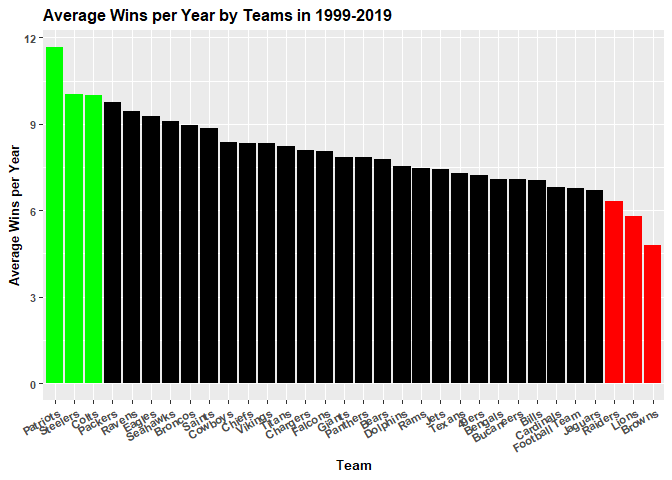 Average Wins per Year by Teams in 1999-2019
Average Wins per Year
12
9
6
3
0
Patriots
Steelers
Colts
Packers
Ravens
Eagles
Seahawks
Broncos
Saints
Cowboys
Chiefs
Vikings
Titans
Chargers
Falcons
Giants
Panthers
Bears
Dolphins
Rams
Jets
Texans
49ers
Bengals
Bucaneers
Bills
Cardinals
Football Team
Jaguars
Raiders
Lions
Browns
Team